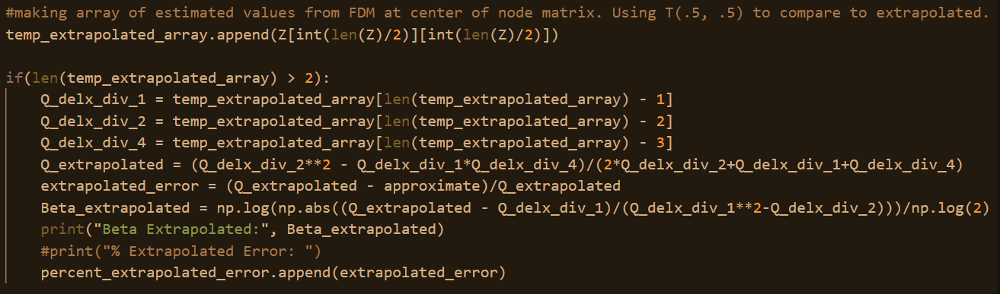 #making array of estimated values from FDM at center of node matrix. Using T(.5, .5) to compare to extrapolated.
temp_extrapolated_array.append(Z[int(len(Z)/2)][int(len(Z)/2)])
if(len(temp_extrapolated_array) > 2):
Q_delx_div_1 = temp_extrapolated_array[len(temp_extrapolated_array) - 1]
Q_delx_div_2 = temp_extrapolated_array[len(temp_extrapolated_array) - 2]
Q_delx_div_4 = temp_extrapolated_array[len(temp_extrapolated_array) - 3]
Q_extrapolated = (Q_delx_div_2**2 - Q_delx_div_1*Q_delx_div_4)/(2*Q_delx_div_2+Q_delx_div_1+Q_delx_div_4)
extrapolated_error = (Q_extrapolated - approximate)/Q_extrapolated
Beta_extrapolated = np.log(np.abs((Q_extrapolated - Q_delx_div_1)/(Q_delx_div_1**2-Q_delx_div_2)))/np.log(2)
print("Beta Extrapolated:", Beta_extrapolated)
#print("% Extrapolated Error: ")
percent_extrapolated_error.append(extrapolated_error)